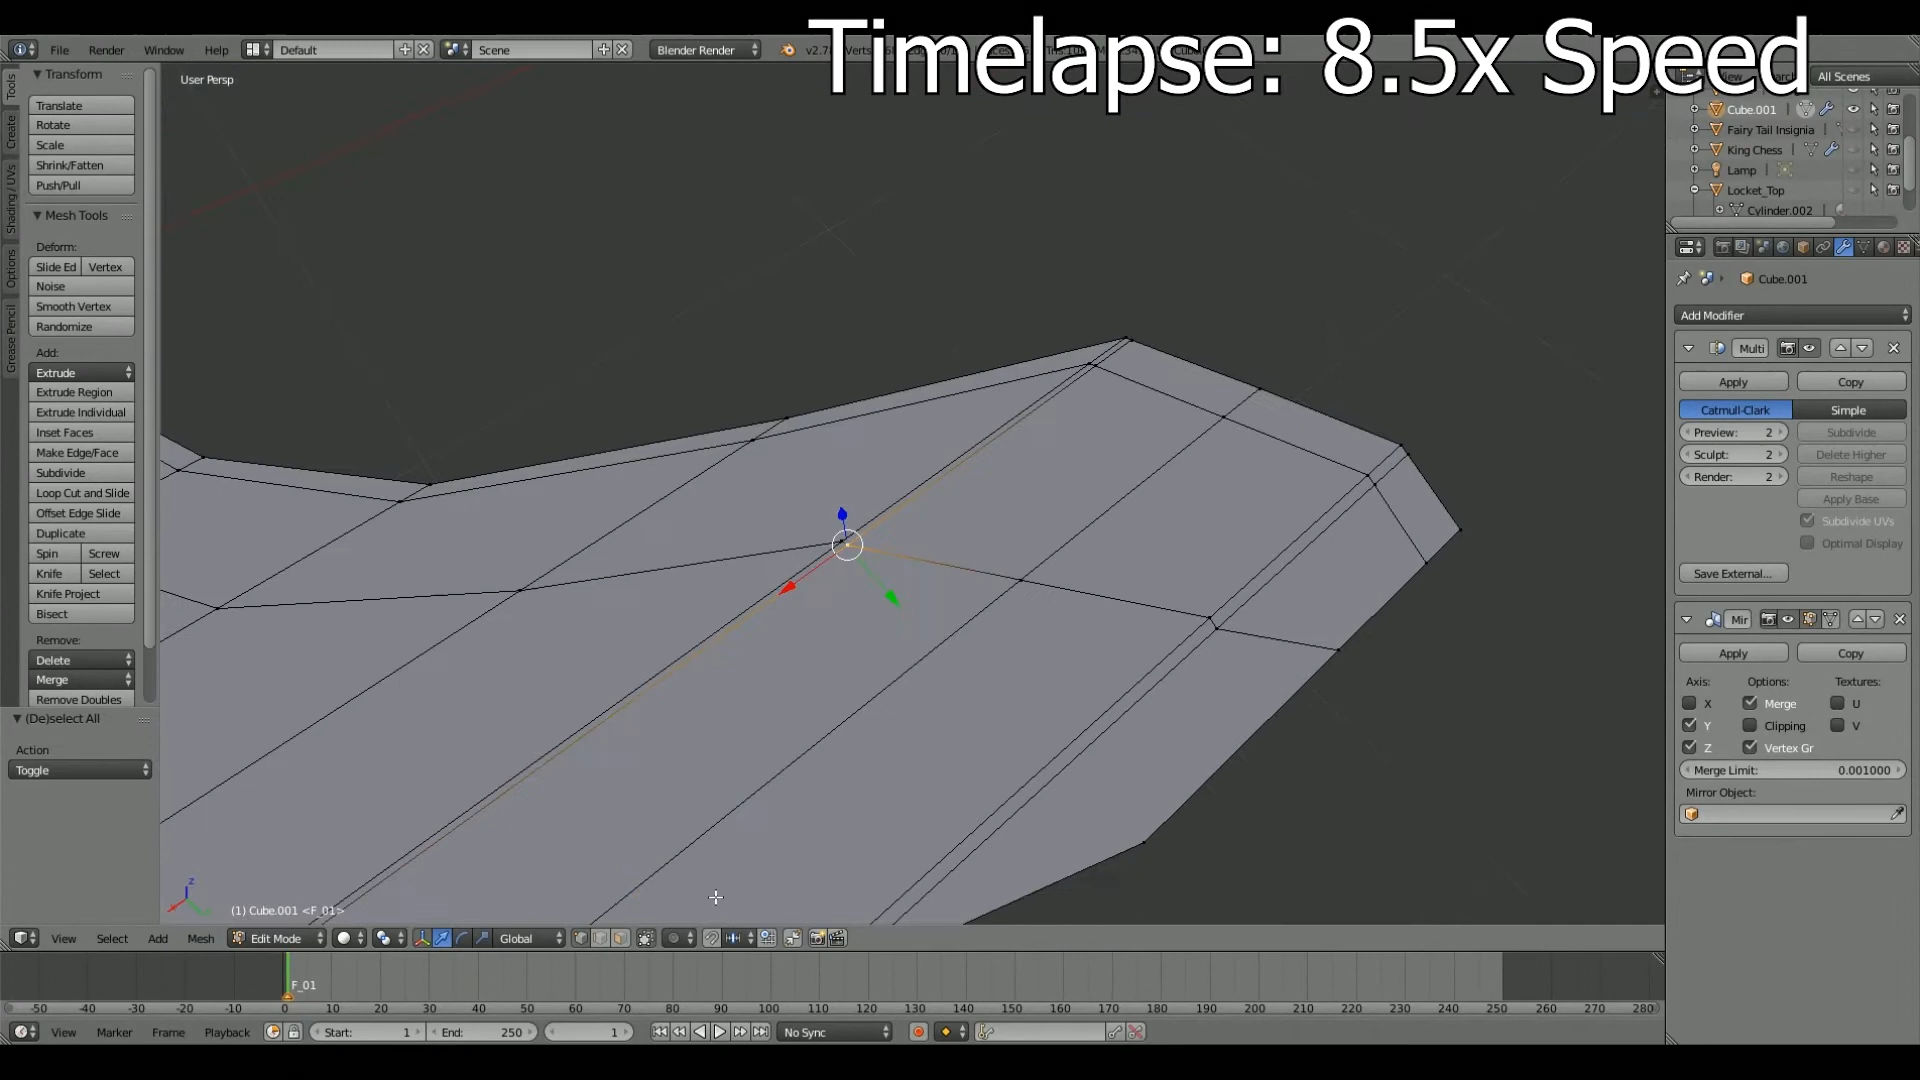 Timelapse: 8.5x Speed
File Render Window Help Default Scene Blender Render All Scenes
User Persp
Tools
Create
Shading / UVs
Options
Grease Pencil
Transform
Translate
Rotate
Scale
Shrink/Fatten
Push/Pull
Mesh Tools
Deform:
Slide Ed Vertex
Noise
Smooth Vertex
Randomize
Add:
Extrude
Extrude Region
Extrude Individual
Inset Faces
Make Edge/Face
Subdivide
Loop Cut and Slide
Offset Edge Slide
Duplicate
Spin Screw
Knife Select
Knife Project
Bisect
Remove:
Delete
Merge
Remove Doubles
(De)select All
Action
Toggle
z
(1) Cube.001 <F_01>
Cube.001
Fairy Tail Insignia
King Chess
Lamp
Locket_Top
Cylinder.002
Cube.001
Add Modifier
Multi
Apply Copy
Catmull-Clark Simple
Preview: 2 Subdivide
Sculpt: 2 Delete Higher
Render: 2 Reshape
Apply Base
Subdivide UVs
Optimal Display
Save External...
Mir
Apply Copy
Axis: Options: Textures:
X Merge U
Y Clipping V
Z Vertex Gr
Merge Limit: 0.001000
Mirror Object:
View Select Add Mesh Edit Mode Global
F_01
-50 -40 -30 -20 -10 0 10 20 30 40 50 60 70 80 90 100 110 120 130 140 150 160 170 180 190 200 210 220 230 240 250 260 270 280
View Marker Frame Playback Start: 1 End: 250 1 No Sync